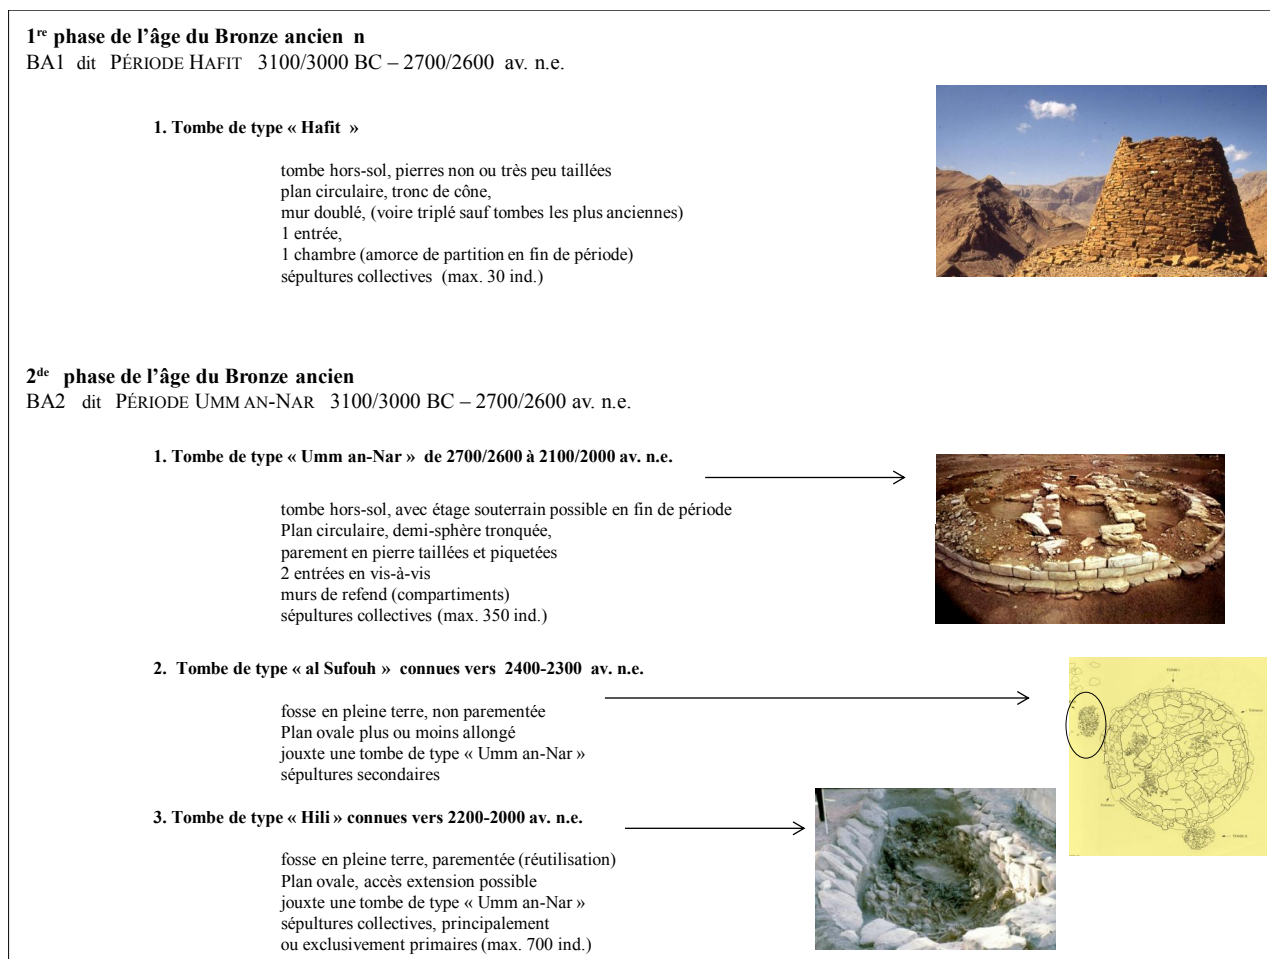 1re phase de l’âge du Bronze ancien n
BA1 dit PÉRIODE HAFIT 3100/3000 BC – 2700/2600 av. n.e.
1. Tombe de type « Hafit »
tombe hors-sol, pierres non ou très peu taillées
plan circulaire, tronc de cône,
mur doublé, (voire triplé sauf tombes les plus anciennes)
1 entrée,
1 chambre (amorce de partition en fin de période)
sépultures collectives (max. 30 ind.)
2de phase de l’âge du Bronze ancien
BA2 dit PÉRIODE UMM AN-NAR 3100/3000 BC – 2700/2600 av. n.e.
1. Tombe de type « Umm an-Nar » de 2700/2600 à 2100/2000 av. n.e.
tombe hors-sol, avec étage souterrain possible en fin de période
Plan circulaire, demi-sphère tronquée,
parement en pierre taillées et piquetées
2 entrées en vis-à-vis
murs de refend (compartiments)
sépultures collectives (max. 350 ind.)
2. Tombe de type « al Sufouh » connues vers 2400-2300 av. n.e.
fosse en pleine terre, non parementée
Plan ovale plus ou moins allongé
jouxte une tombe de type « Umm an-Nar »
sépultures secondaires
3. Tombe de type « Hili » connues vers 2200-2000 av. n.e.
fosse en pleine terre, parementée (réutilisation)
Plan ovale, accès extension possible
jouxte une tombe de type « Umm an-Nar »
sépultures collectives, principalement
ou exclusivement primaires (max. 700 ind.)